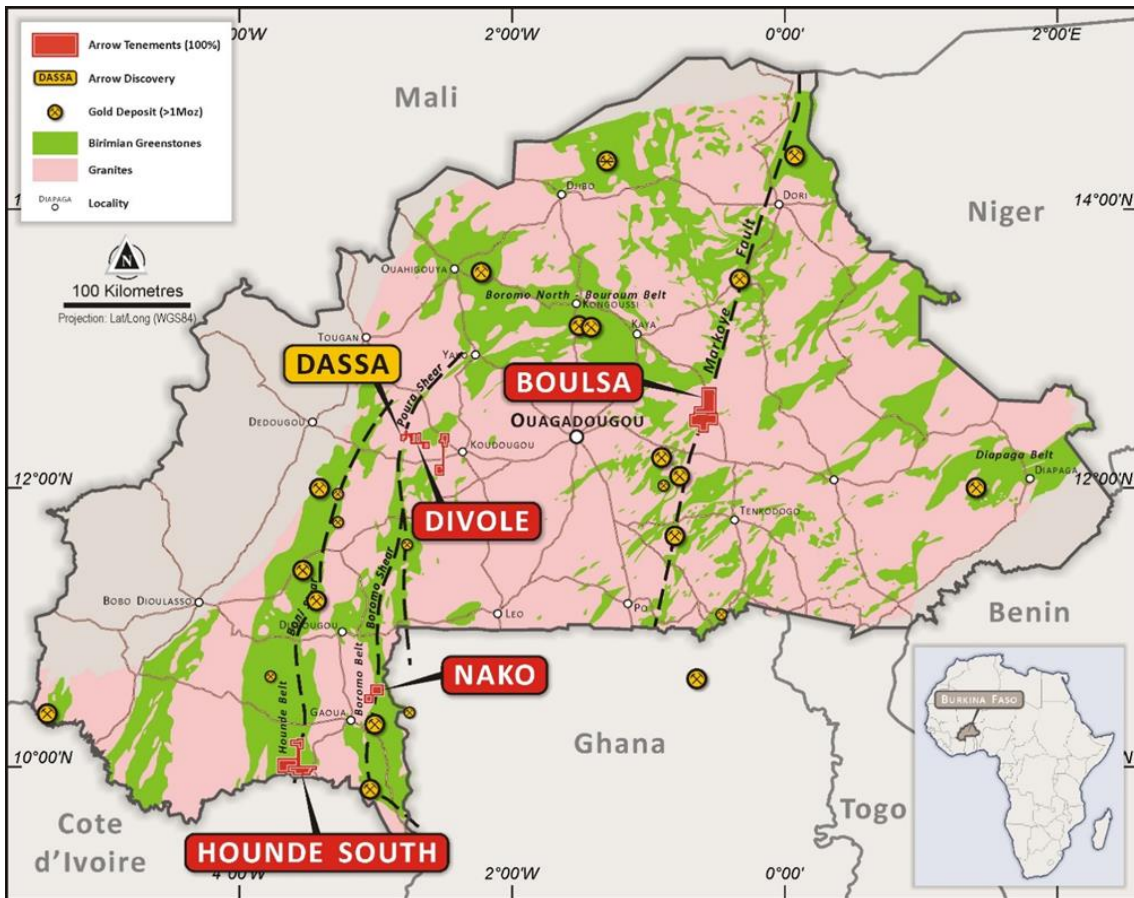 4°00'W
2°00'W
0°00'
2°00'E
Arrow Tenements (100%)
DASSA
Arrow Discovery
Gold Deposit (>1Moz)
Birimian Greenstones
Granites
DIAPAGA
Locality
N
100 Kilometres
Projection: Lat/Long (WGS84)
Mali
Niger
14°00'N
DJIBO
DORI
OUAHIGOUYA
Boromo North - Bouroum Belt
KONGOUSSI
KAYA
Markoye Fault
TOUGAN
YAKO
DASSA
Poura Shear
BOULSA
DEDOUGOU
OUAGADOUGOU
KOUDOUGOU
Diapaga Belt
DIAPAGA
12°00'N
12°00'N
DIVOLE
TENKODOGO
BOBO DIOULASSO
Boromo Shear
LEO
PO
Benin
NAKO
Boromo Belt
Hounde Belt
GAOUA
BURKINA FASO
10°00'N
Ghana
Togo
Cote
d'Ivoire
HOUNDE SOUTH
4°00'W
2°00'W
0°00'